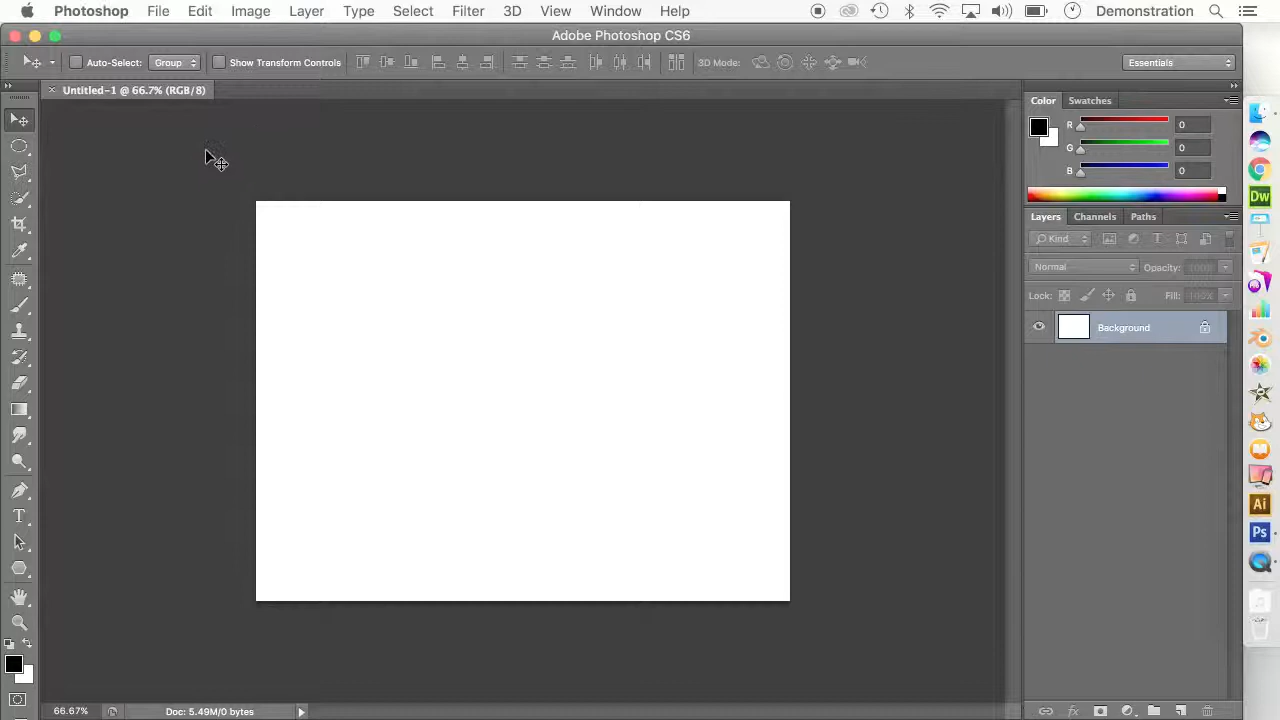 Photoshop File Edit Image Layer Type Select Filter 3D View Window Help Demonstration
Adobe Photoshop CS6
Auto-Select: Group Show Transform Controls 3D Mode: Essentials
× Untitled-1 @ 66.7% (RGB/8)
Color Swatches
R 0
G 0
B 0
Layers Channels Paths
Kind
Normal Opacity: 100%
Lock: Fill: 100%
Background
Dw
Ai
Ps
T
66.67% Doc: 5.49M/0 bytes